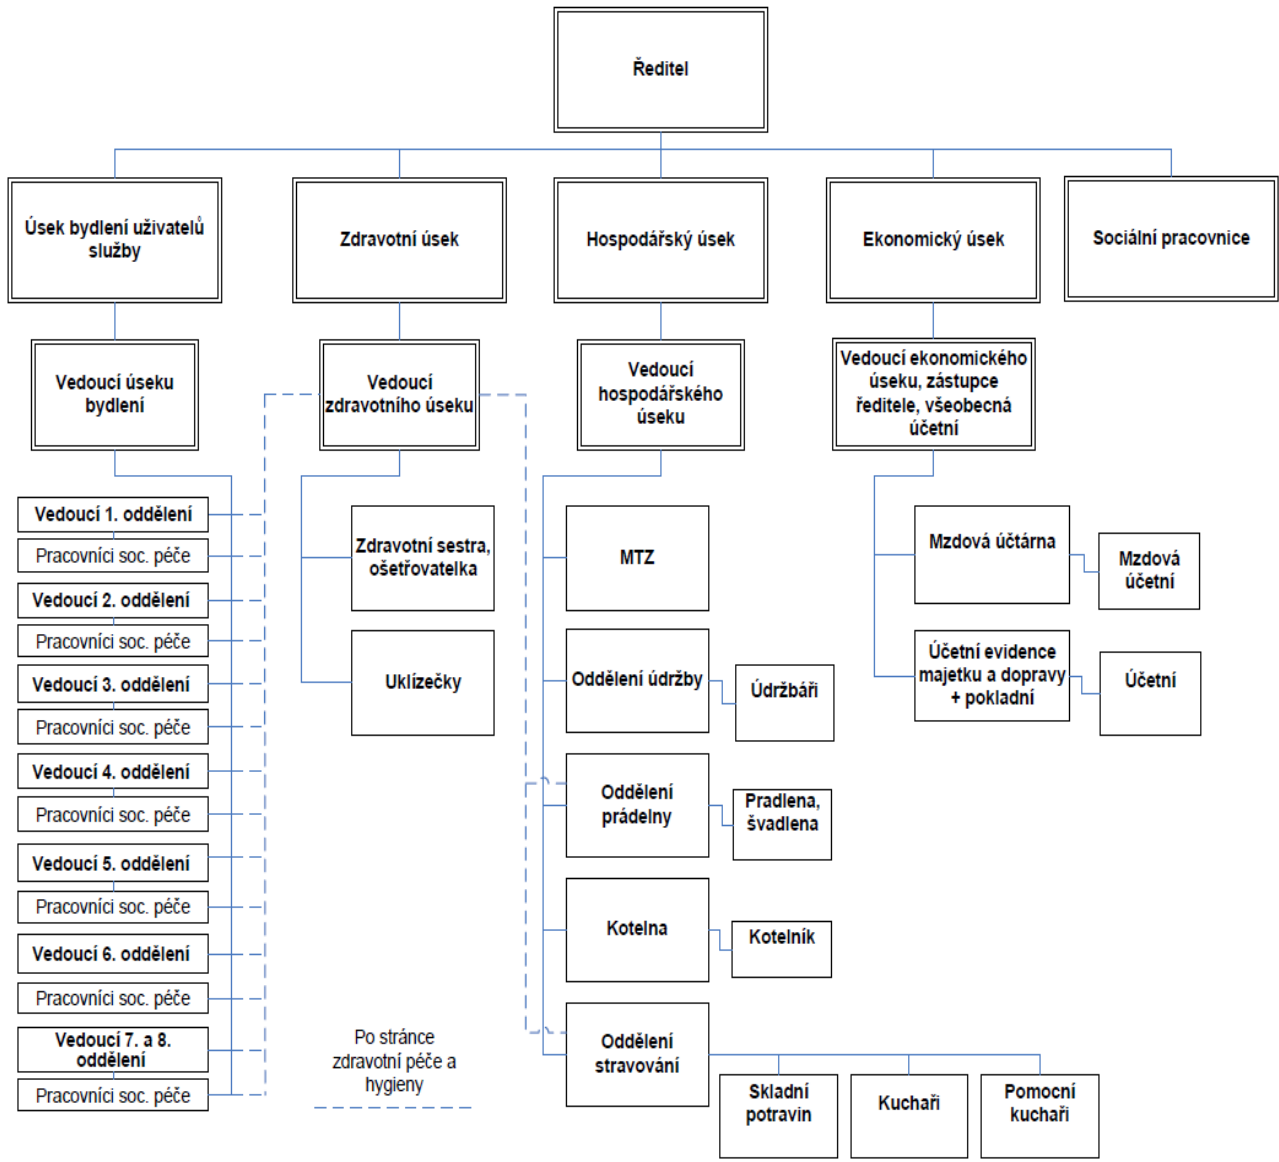 Ředitel
Úsek bydlení uživatelů
služby
Zdravotní úsek
Hospodářský úsek
Ekonomický úsek
Sociální pracovnice
Vedoucí úseku
bydlení
Vedoucí
zdravotního úseku
Vedoucí
hospodářského
úseku
Vedoucí ekonomického
úseku, zástupce
ředitele, všeobecná
účetní
Vedoucí 1. oddělení
Pracovníci soc. péče
Vedoucí 2. oddělení
Pracovníci soc. péče
Vedoucí 3. oddělení
Pracovníci soc. péče
Vedoucí 4. oddělení
Pracovníci soc. péče
Vedoucí 5. oddělení
Pracovníci soc. péče
Vedoucí 6. oddělení
Pracovníci soc. péče
Vedoucí 7. a 8.
oddělení
Pracovníci soc. péče
Zdravotní sestra,
ošetřovatelka
Uklízečky
Po stránce
zdravotní péče a
hygieny
MTZ
Oddělení údržby
Údržbáři
Oddělení
prádelny
Pradlena,
švadlena
Kotelna
Kotelník
Oddělení
stravování
Skladní
potravin
Kuchaři
Pomocní
kuchaři
Mzdová účtárna
Mzdová
účetní
Účetní evidence
majetku a dopravy
+ pokladní
Účetní